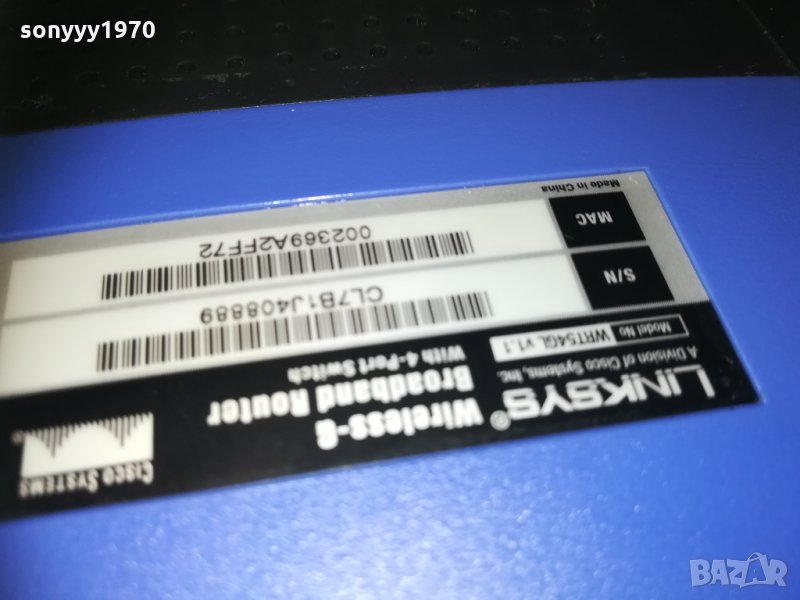 sonyyy1970
LINKSYS®
A Division of Cisco Systems, Inc.
Model No WRT54GL v1.1
Wireless-G
Broadband Router
With 4-Port Switch
CISCO SYSTEMS
®
S/N
CL7B1J408889
MAC
002369A2FF72
Made in China
BAZAR